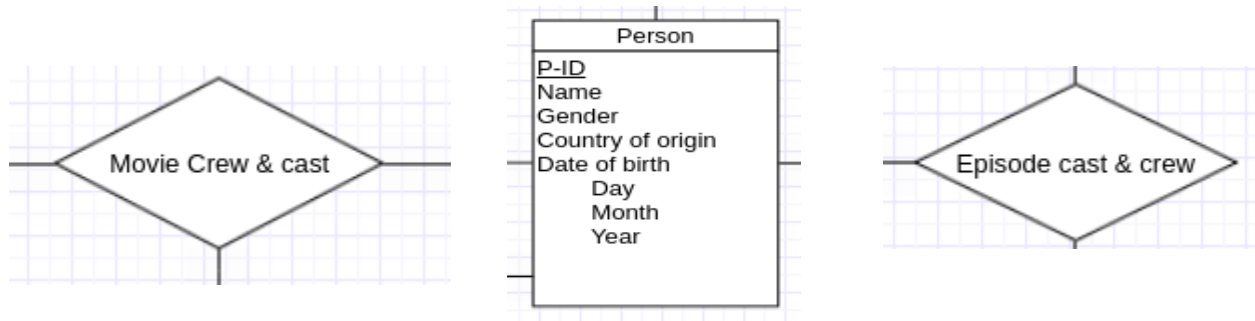 Movie Crew & cast
Person
P-ID
Name
Gender
Country of origin
Date of birth
Day
Month
Year
Episode cast & crew